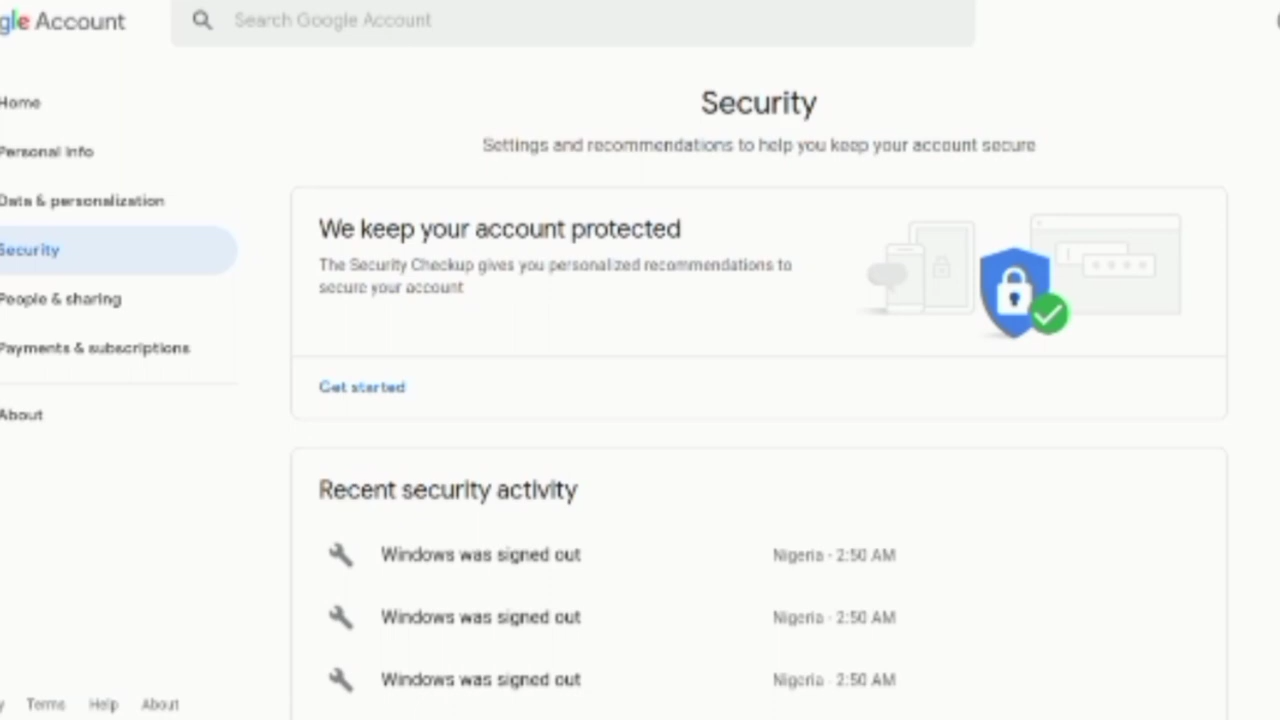 gle Account
Search Google Account
Home
Personal info
Data & personalization
Security
People & sharing
Payments & subscriptions
About
Security
Settings and recommendations to help you keep your account secure
We keep your account protected
The Security Checkup gives you personalized recommendations to
secure your account
Get started
Recent security activity
Windows was signed out Nigeria · 2:50 AM
Windows was signed out Nigeria · 2:50 AM
Windows was signed out Nigeria · 2:50 AM
y Terms Help About